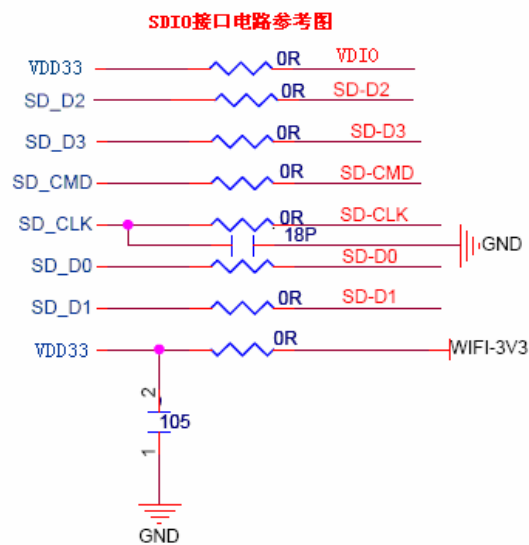 SDIO接口电路参考图
VDD33 0R VDIO
SD_D2 0R SD-D2
SD_D3 0R SD-D3
SD_CMD 0R SD-CMD
SD_CLK 0R SD-CLK
18P GND
SD_D0 SD-D0
SD_D1 0R SD-D1
VDD33 0R WIFI-3V3
2
105
1
GND